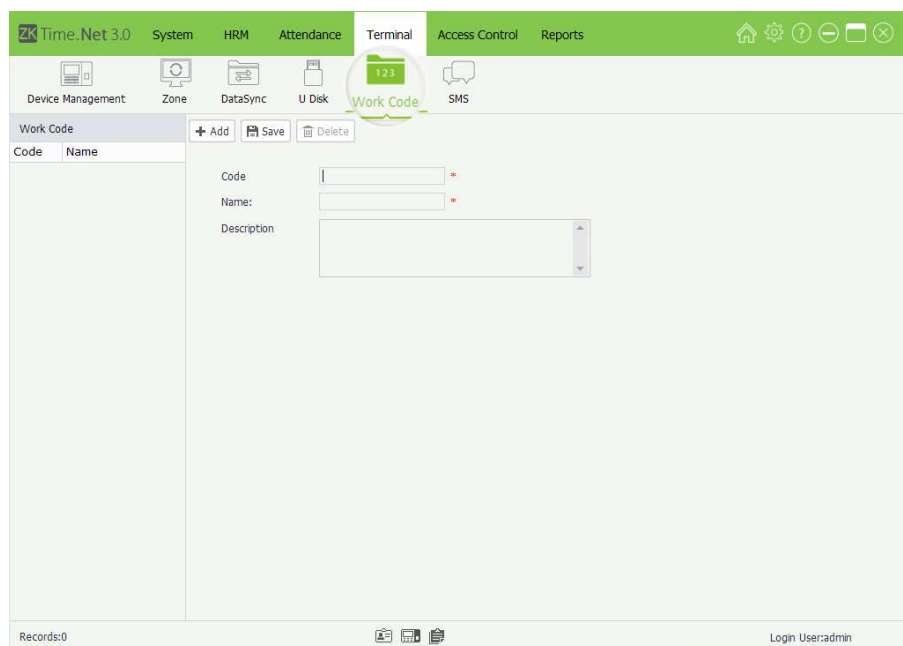 ZK Time.Net 3.0 System HRM Attendance Terminal Access Control Reports
123
Device Management Zone DataSync U Disk Work Code SMS
Work Code + Add Save Delete
Code Name
Code *
Name: *
Description
Records:0 Login User:admin